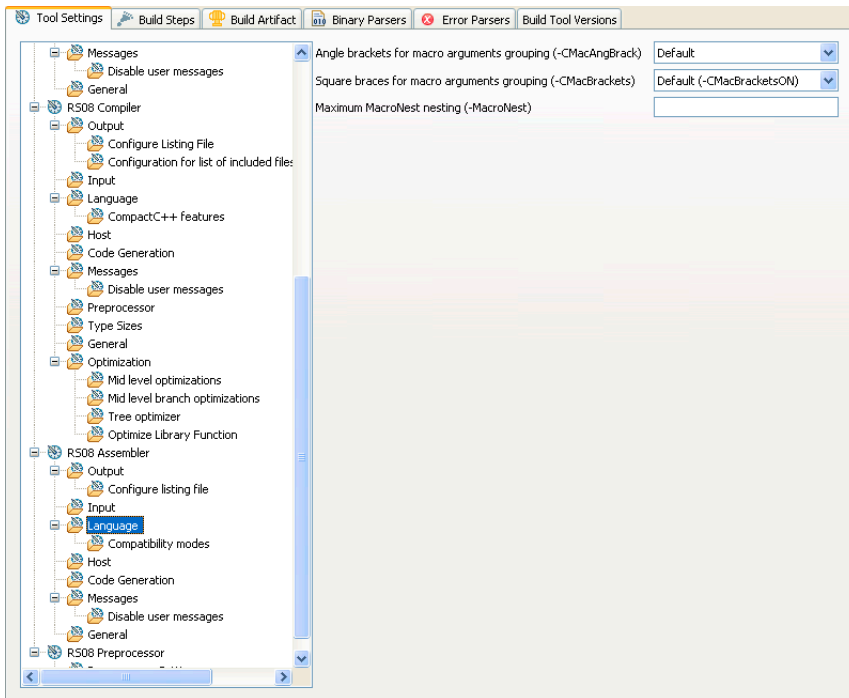 Tool Settings Build Steps Build Artifact Binary Parsers Error Parsers Build Tool Versions
Messages
Disable user messages
General
RS08 Compiler
Output
Configure Listing File
Configuration for list of included files
Input
Language
CompactC++ features
Host
Code Generation
Messages
Disable user messages
Preprocessor
Type Sizes
General
Optimization
Mid level optimizations
Mid level branch optimizations
Tree optimizer
Optimize Library Function
RS08 Assembler
Output
Configure listing file
Input
Language
Compatibility modes
Host
Code Generation
Messages
Disable user messages
General
RS08 Preprocessor
Angle brackets for macro arguments grouping (-CMacAngBrack) Default
Square braces for macro arguments grouping (-CMacBrackets) Default (-CMacBracketsON)
Maximum MacroNest nesting (-MacroNest)